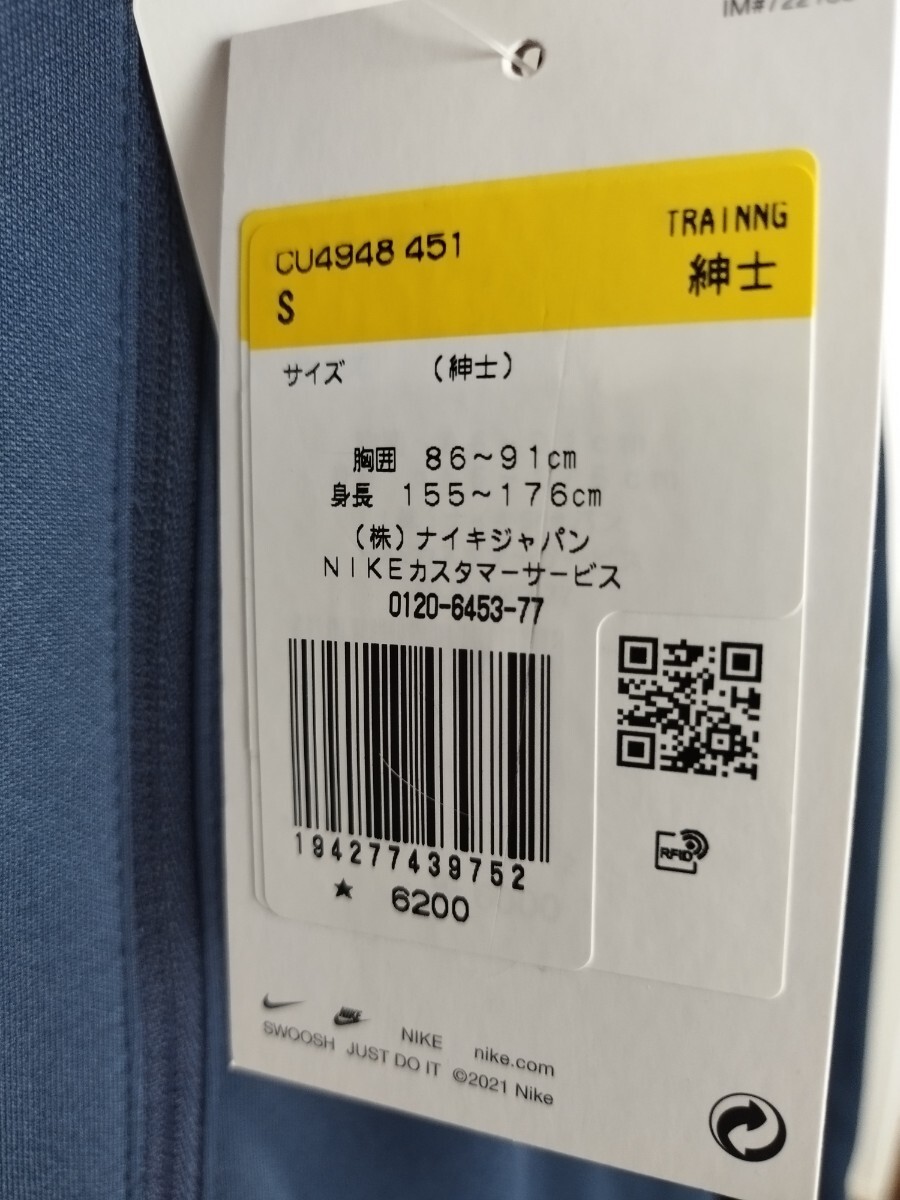 CU4948 451
TRAINNG
S
紳士
サイズ (紳士)
胸囲 86~91cm
身長 155~176cm
(株)ナイキジャパン
NIKEカスタマーサービス
0120-6453-77
194277439752
RFID
★ 6200
NIKE
NIKE nike.com
SWOOSH JUST DO IT ©2021 Nike